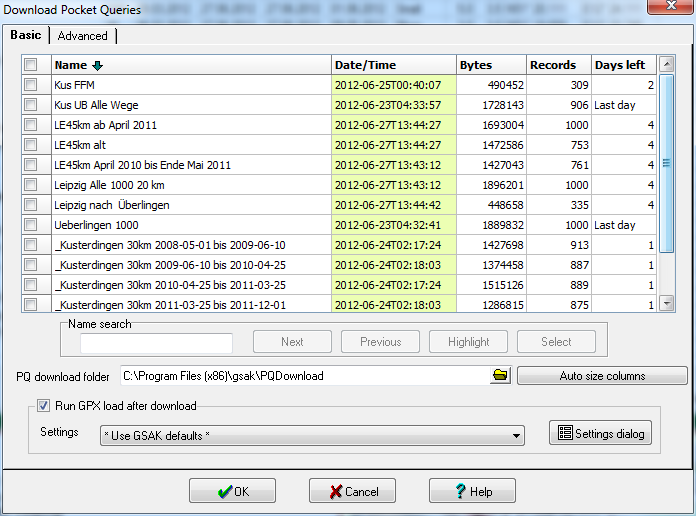 Download Pocket Queries
Basic Advanced
Name Date/Time Bytes Records Days left
Kus FFM 2012-06-25T00:40:07 490452 309 2
Kus UB Alle Wege 2012-06-23T04:33:57 1728143 906 Last day
LE45km ab April 2011 2012-06-27T13:44:27 1693004 1000 4
LE45km alt 2012-06-27T13:44:27 1472586 753 4
LE45km April 2010 bis Ende Mai 2011 2012-06-27T13:43:12 1427043 761 4
Leipzig Alle 1000 20 km 2012-06-27T13:43:12 1896201 1000 4
Leipzig nach Überlingen 2012-06-27T13:44:42 448658 335 4
Ueberlingen 1000 2012-06-23T04:32:41 1889832 1000 Last day
_Kusterdingen 30km 2008-05-01 bis 2009-06-10 2012-06-24T02:17:24 1427698 913 1
_Kusterdingen 30km 2009-06-10 bis 2010-04-25 2012-06-24T02:18:03 1374458 887 1
_Kusterdingen 30km 2010-04-25 bis 2011-03-25 2012-06-24T02:17:24 1515126 889 1
_Kusterdingen 30km 2011-03-25 bis 2011-12-01 2012-06-24T02:18:03 1286815 875 1
Name search
Next Previous Highlight Select
PQ download folder C:\Program Files (x86)\gsak\PQDownload Auto size columns
Run GPX load after download
Settings * Use GSAK defaults * Settings dialog
OK Cancel Help